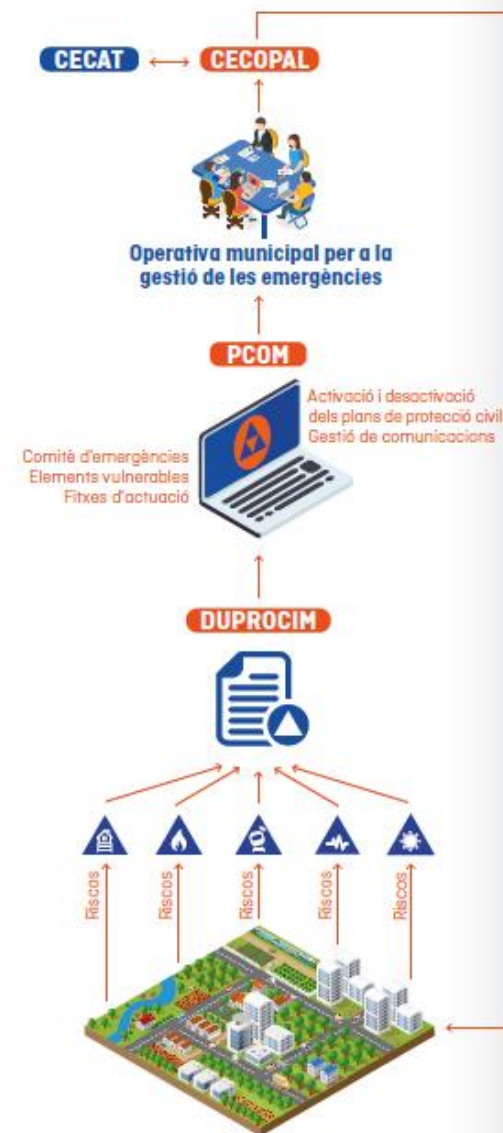 CECAT
CECOPAL
Operativa municipal per a la
gestió de les emergències
PCOM
Activació i desactivació
dels plans de protecció civil
Gestió de comunicacions
Comitè d'emergències
Elements vulnerables
Fitxes d'actuació
DUPROCIM
Riscos
Riscos
Riscos
Riscos
Riscos